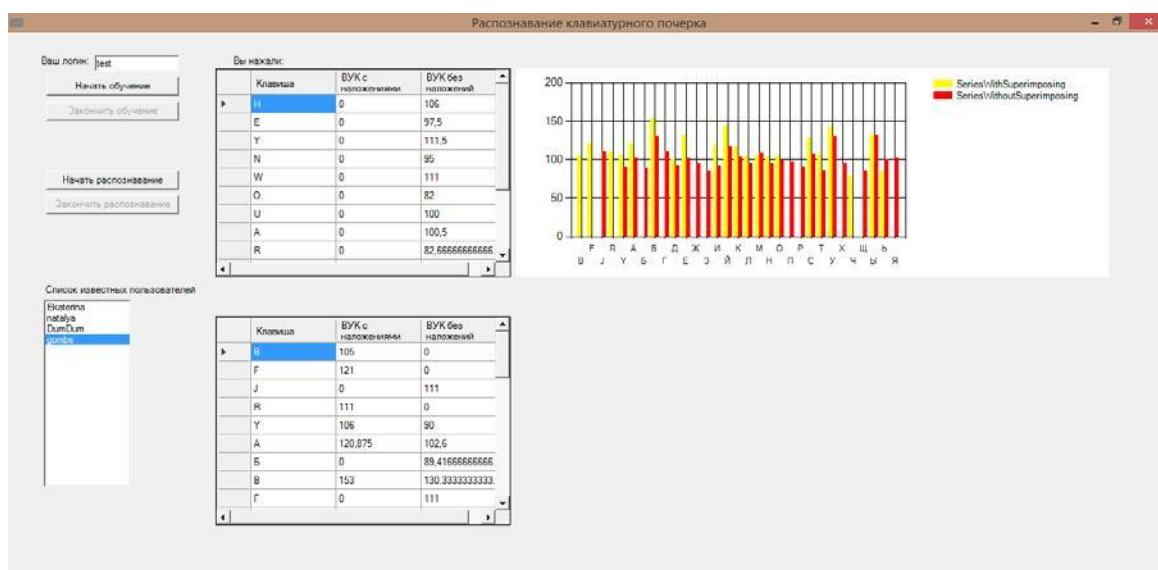 Распознавание клавиатурного почерка
Ваш логин: test
Начать обучение
Закончить обучение
Начать распознавание
Закончить распознавание
Вы нажали:
Клавиша ВУК с наложениями ВУК без наложений
H 0 106
E 0 97,5
Y 0 111,5
N 0 95
W 0 111
O 0 82
U 0 100
A 0 100,5
R 0 82,66666666666
200
150
100
50
0
F R A В Д Ж И К М О Р Т Х Щ Ь
B J Y Б Г Е З Й Л Н П С У Ч Ы Я
SeriesWithSuperimposing
SeriesWithoutSuperimposing
Список известных пользователей
Ekaterina
natalya
DumDum
gombs
Клавиша ВУК с наложениями ВУК без наложений
B 105 0
F 121 0
J 0 111
R 111 0
Y 106 90
A 120,875 102,6
Б 0 89,41666666666
В 153 130,3333333333
Г 0 111